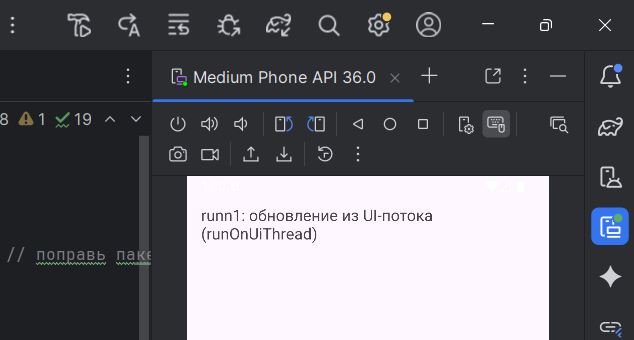 Medium Phone API 36.0
8 1 19
runn1: обновление из UI-потока
(runOnUiThread)
// поправь паке